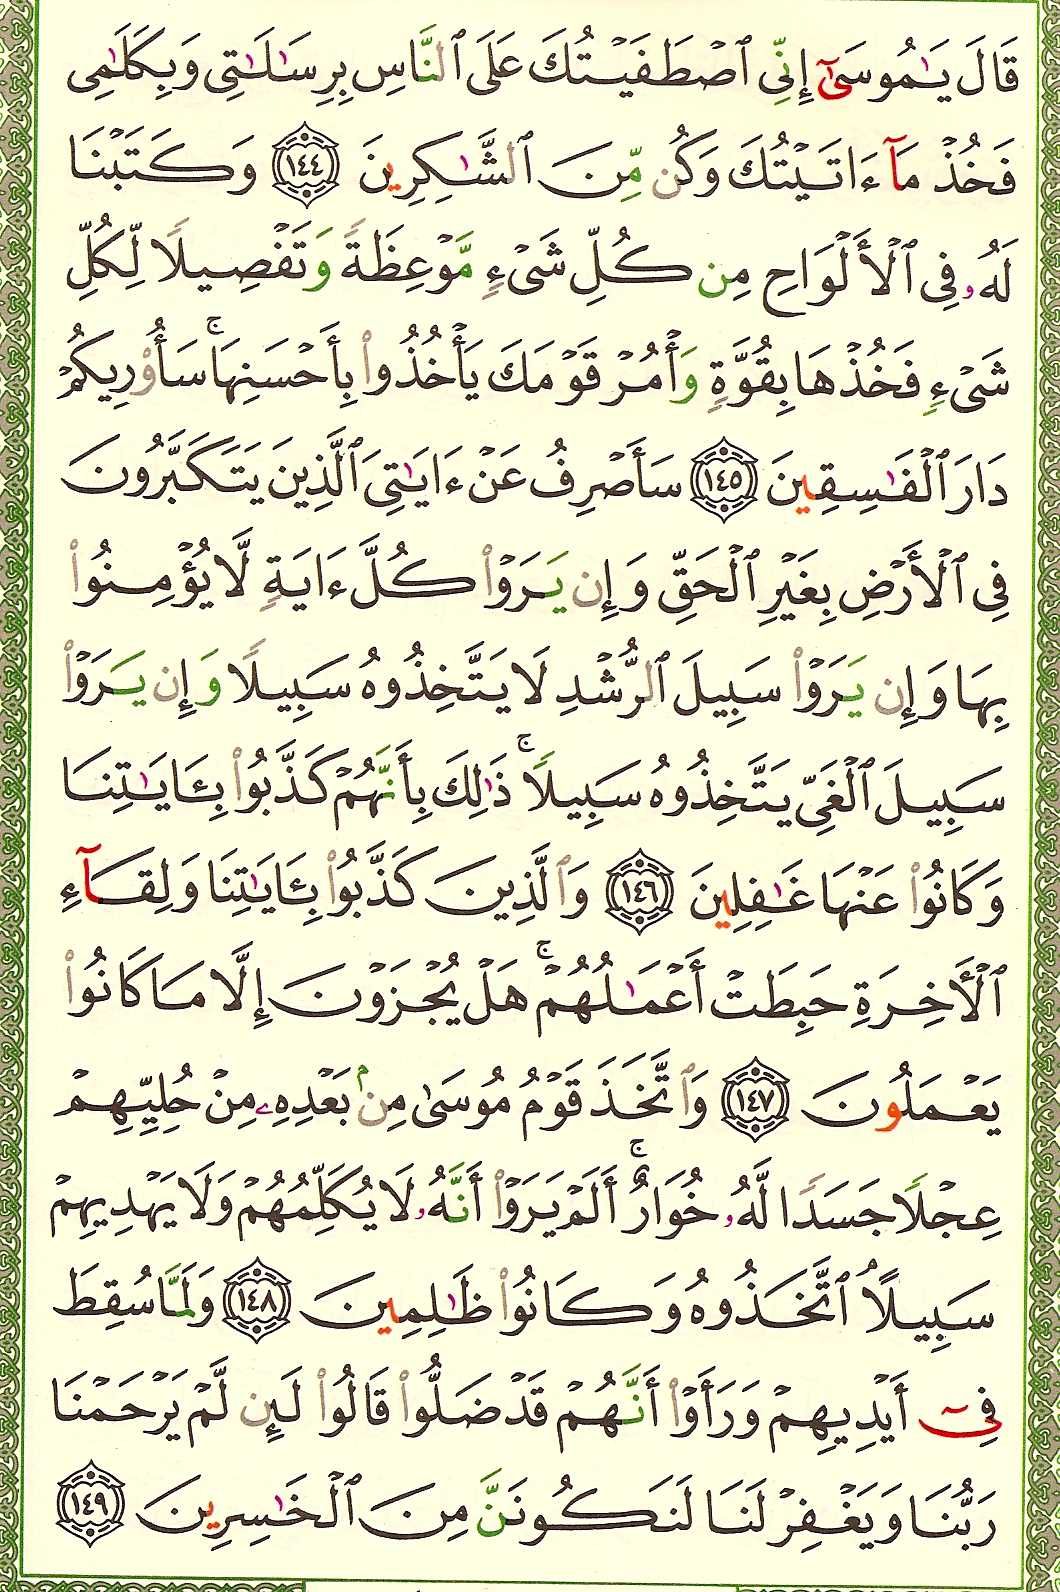 قَالَ يَـٰمُوسَىٰٓ إِنِّى ٱصْطَفَيْتُكَ عَلَى ٱلنَّاسِ بِرِسَـٰلَـٰتِى وَبِكَلَـٰمِى
فَخُذْ مَآ ءَاتَيْتُكَ وَكُن مِّنَ ٱلشَّـٰكِرِينَ ١٤٤ وَكَتَبْنَا
لَهُۥ فِى ٱلْأَلْوَاحِ مِن كُلِّ شَىْءٍ مَّوْعِظَةً وَتَفْصِيلًا لِّكُلِّ
شَىْءٍ فَخُذْهَا بِقُوَّةٍ وَأْمُرْ قَوْمَكَ يَأْخُذُوا۟ بِأَحْسَنِهَا ۚ سَأُو۟رِيكُمْ
دَارَ ٱلْفَـٰسِقِينَ ١٤٥ سَأَصْرِفُ عَنْ ءَايَـٰتِىَ ٱلَّذِينَ يَتَكَبَّرُونَ
فِى ٱلْأَرْضِ بِغَيْرِ ٱلْحَقِّ وَإِن يَرَوْا۟ كُلَّ ءَايَةٍ لَّا يُؤْمِنُوا۟
بِهَا وَإِن يَرَوْا۟ سَبِيلَ ٱلرُّشْدِ لَا يَتَّخِذُوهُ سَبِيلًا وَإِن يَرَوْا۟
سَبِيلَ ٱلْغَىِّ يَتَّخِذُوهُ سَبِيلًا ۚ ذَٰلِكَ بِأَنَّهُمْ كَذَّبُوا۟ بِـَٔايَـٰتِنَا
وَكَانُوا۟ عَنْهَا غَـٰفِلِينَ ١٤٦ وَٱلَّذِينَ كَذَّبُوا۟ بِـَٔايَـٰتِنَا وَلِقَآءِ
ٱلْـَٔاخِرَةِ حَبِطَتْ أَعْمَـٰلُهُمْ ۚ هَلْ يُجْزَوْنَ إِلَّا مَا كَانُوا۟
يَعْمَلُونَ ١٤٧ وَٱتَّخَذَ قَوْمُ مُوسَىٰ مِنۢ بَعْدِهِۦ مِنْ حُلِيِّهِمْ
عِجْلًا جَسَدًا لَّهُۥ خُوَارٌ ۚ أَلَمْ يَرَوْا۟ أَنَّهُۥ لَا يُكَلِّمُهُمْ وَلَا يَهْدِيهِمْ
سَبِيلًا ٱتَّخَذُوهُ وَكَانُوا۟ ظَـٰلِمِينَ ١٤٨ وَلَمَّا سُقِطَ
فِىٓ أَيْدِيهِمْ وَرَأَوْا۟ أَنَّهُمْ قَدْ ضَلُّوا۟ قَالُوا۟ لَئِن لَّمْ يَرْحَمْنَا
رَبُّنَا وَيَغْفِرْ لَنَا لَنَكُونَنَّ مِنَ ٱلْخَـٰسِرِينَ ١٤٩